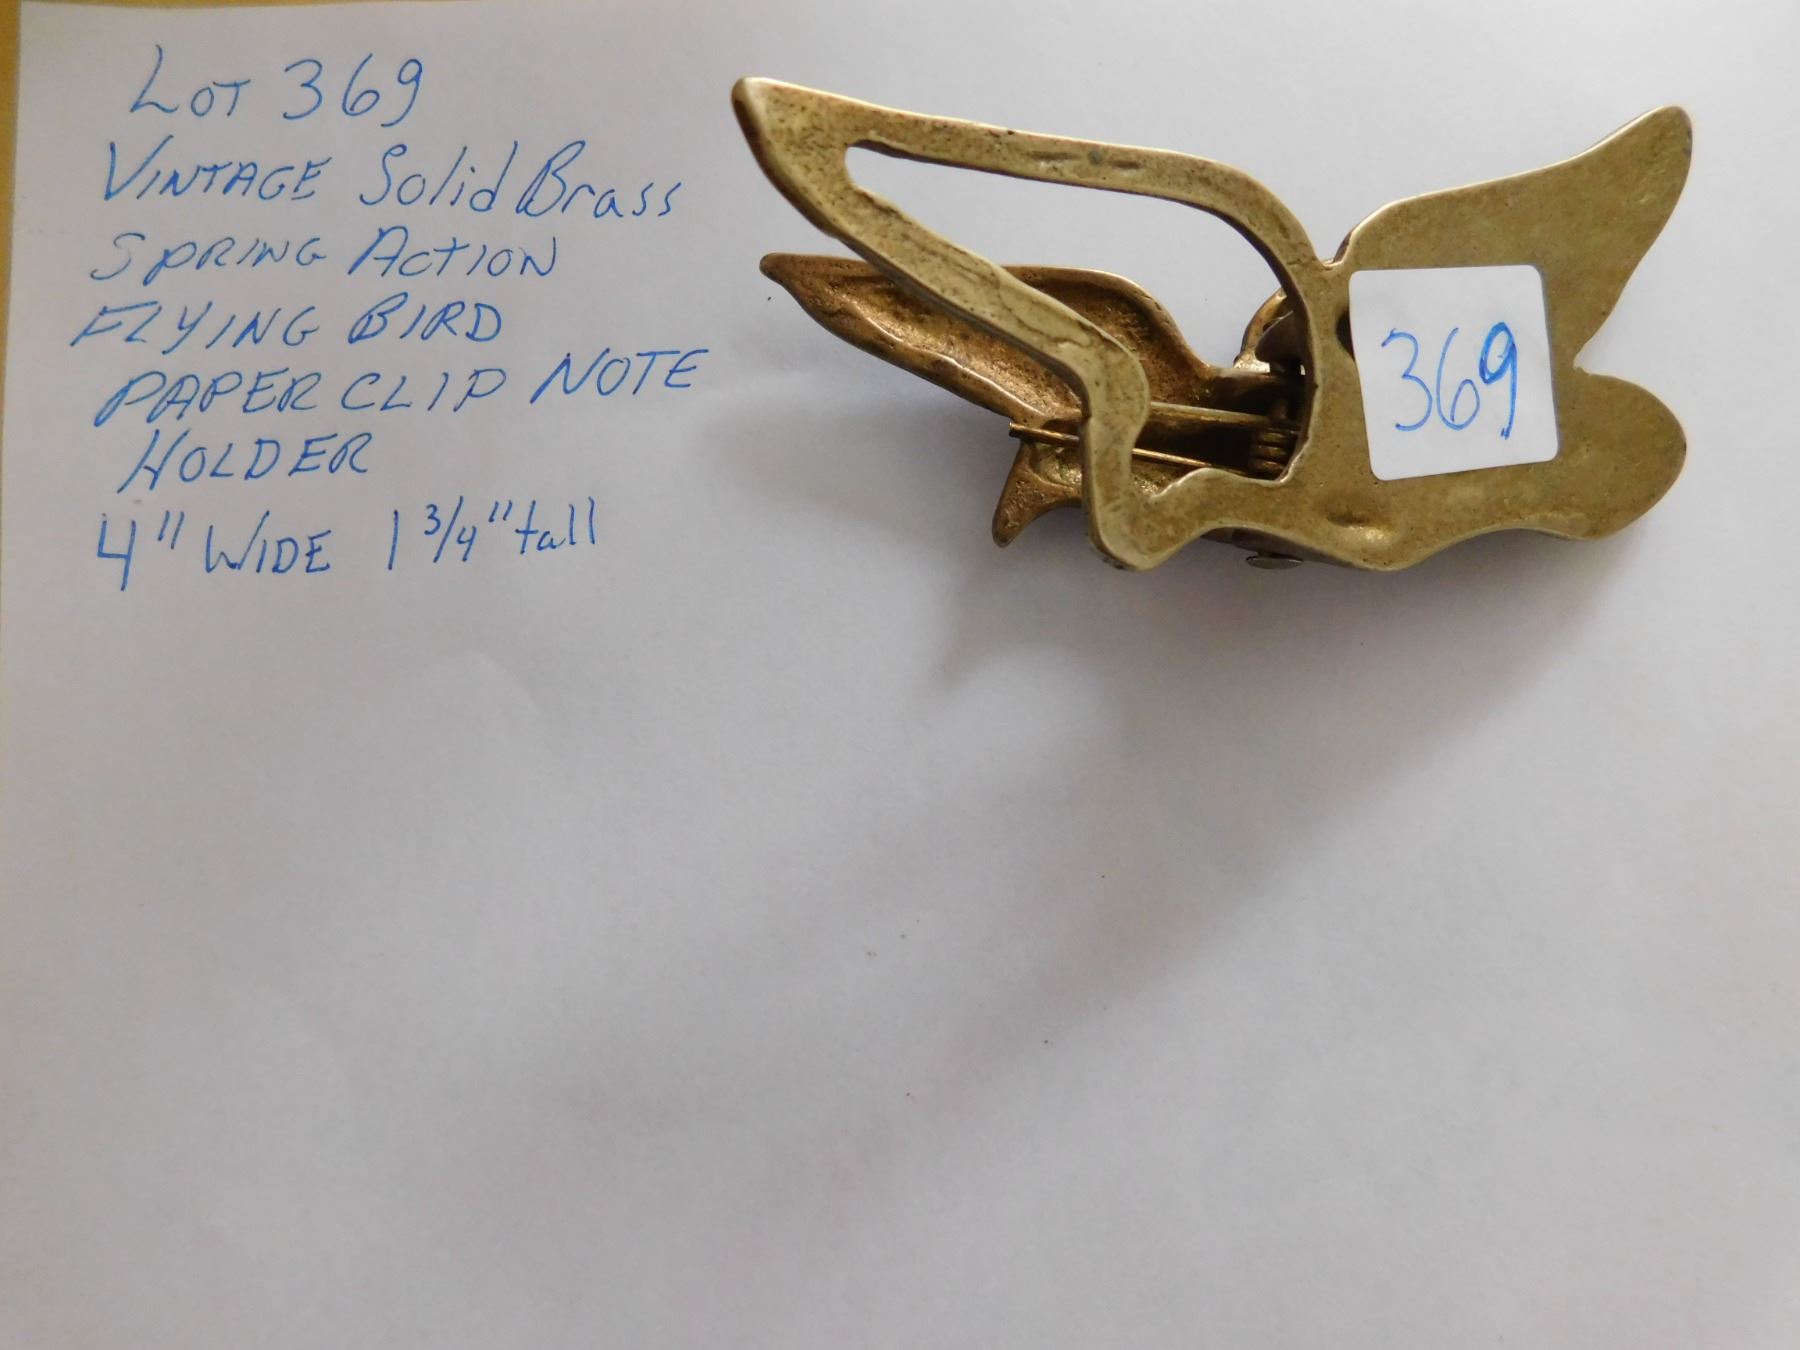 LOT 369
VINTAGE Solid Brass
SPRING ACTION
FLYING BIRD
PAPER CLIP NOTE
HOLDER
4" WIDE 1 3/4" tall
369